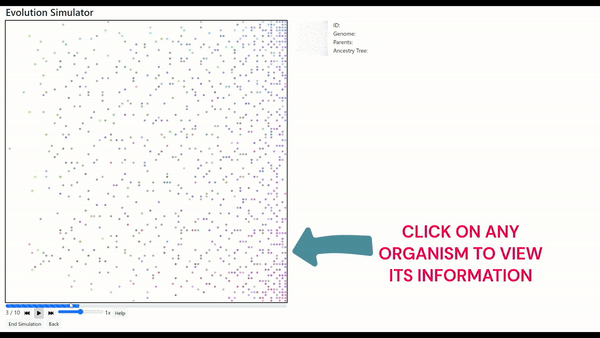 Evolution Simulator
ID:
Genome:
Parents:
Ancestry Tree:
CLICK ON ANY
ORGANISM TO VIEW
ITS INFORMATION
3 / 10
1x
Help
End Simulation
Back